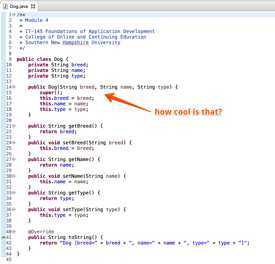 Dog.java
1 /**
2 * Module 4
3 *
4 * IT-145 Foundations of Application Development
5 * College of Online and Continuing Education
6 * Southern New Hampshire University
7 */
8
9 public class Dog {
10 private String breed;
11 private String name;
12 private String type;
13
14 public Dog(String breed, String name, String type) {
15 super();
16 this.breed = breed;
17 this.name = name;
18 this.type = type;
19 }
how cool is that?
20
21 public String getBreed() {
22 return breed;
23 }
24 public void setBreed(String breed) {
25 this.breed = breed;
26 }
27 public String getName() {
28 return name;
29 }
30 public void setName(String name) {
31 this.name = name;
32 }
33 public String getType() {
34 return type;
35 }
36 public void setType(String type) {
37 this.type = type;
38 }
39
40 @Override
41 public String toString() {
42 return "Dog [breed=" + breed + ", name=" + name + ", type=" + type + "]";
43 }
44 }
45